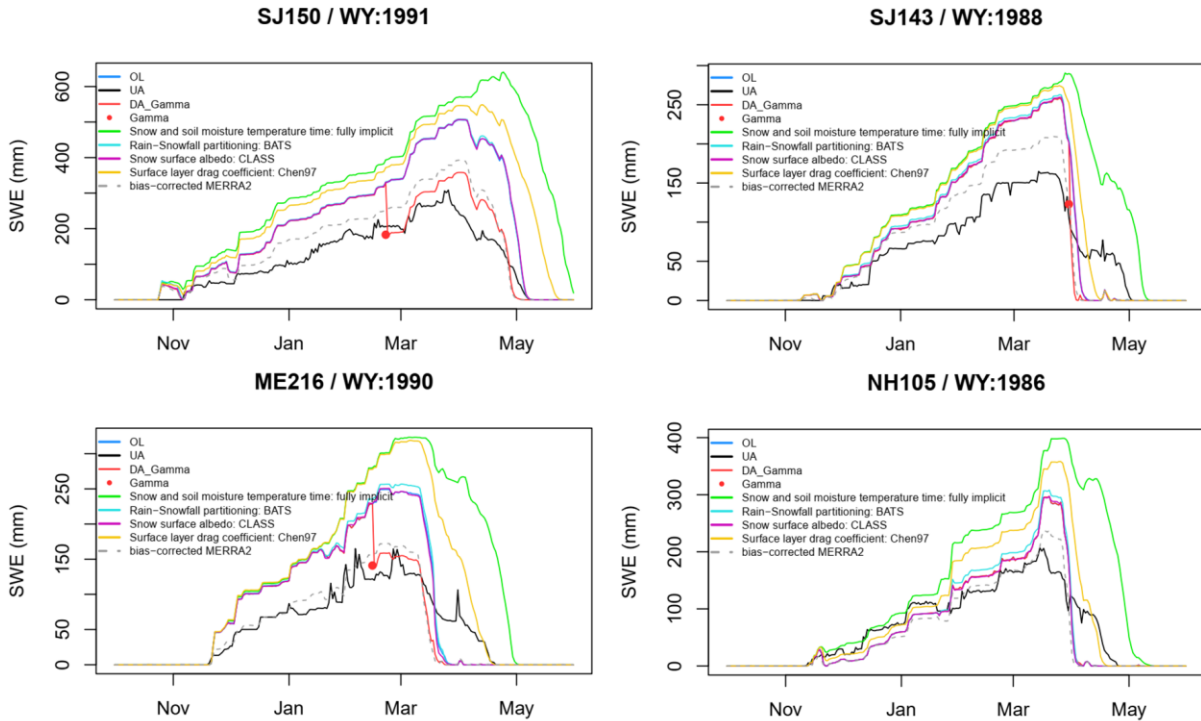 SJ150 / WY:1991
SWE (mm)
600
400
200
0
OL
UA
DA_Gamma
Gamma
Snow and soil moisture temperature time: fully implicit
Rain−Snowfall partitioning: BATS
Snow surface albedo: CLASS
Surface layer drag coefficient: Chen97
bias−corrected MERRA2
Nov Jan Mar May
SJ143 / WY:1988
SWE (mm)
250
150
50
0
OL
UA
DA_Gamma
Gamma
Snow and soil moisture temperature time: fully implicit
Rain−Snowfall partitioning: BATS
Snow surface albedo: CLASS
Surface layer drag coefficient: Chen97
bias−corrected MERRA2
Nov Jan Mar May
ME216 / WY:1990
SWE (mm)
250
150
50
0
OL
UA
DA_Gamma
Gamma
Snow and soil moisture temperature time: fully implicit
Rain−Snowfall partitioning: BATS
Snow surface albedo: CLASS
Surface layer drag coefficient: Chen97
bias−corrected MERRA2
Nov Jan Mar May
NH105 / WY:1986
SWE (mm)
400
300
200
100
0
OL
UA
DA_Gamma
Gamma
Snow and soil moisture temperature time: fully implicit
Rain−Snowfall partitioning: BATS
Snow surface albedo: CLASS
Surface layer drag coefficient: Chen97
bias−corrected MERRA2
Nov Jan Mar May